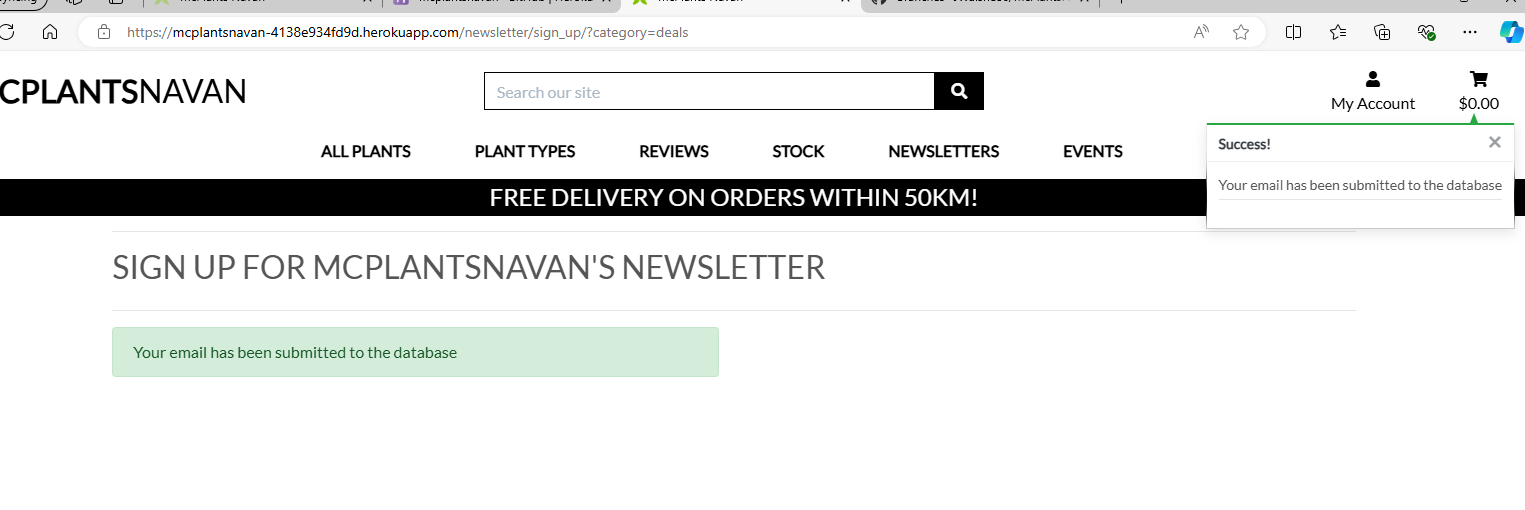 https://mcplantsnavan-4138e934fd9d.herokuapp.com/newsletter/sign_up/?category=deals
CPLANTSNAVAN
Search our site
My Account
$0.00
ALL PLANTS
PLANT TYPES
REVIEWS
STOCK
NEWSLETTERS
EVENTS
Success!
Your email has been submitted to the database
FREE DELIVERY ON ORDERS WITHIN 50KM!
SIGN UP FOR MCPLANTSNAVAN'S NEWSLETTER
Your email has been submitted to the database